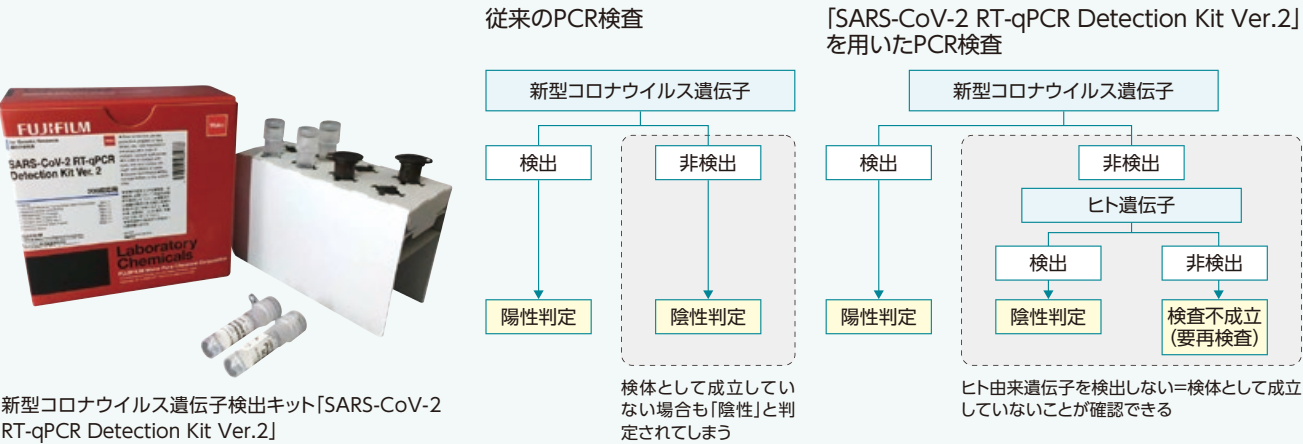 従来のPCR検査
「SARS-CoV-2 RT-qPCR Detection Kit Ver.2」
を用いたPCR検査
新型コロナウイルス遺伝子
検出
非検出
陽性判定
陰性判定
検体として成立してい
ない場合も「陰性」と判
定されてしまう
新型コロナウイルス遺伝子
検出
非検出
ヒト遺伝子
検出
非検出
陽性判定
陰性判定
検査不成立
(要再検査)
ヒト由来遺伝子を検出しない=検体として成立
していないことが確認できる
FUJIFILM
Wako
SARS-CoV-2 RT-qPCR
Detection Kit Ver. 2
Laboratory
Chemicals
FUJIFILM Wako Pure Chemical Corporation
新型コロナウイルス遺伝子検出キット「SARS-CoV-2
RT-qPCR Detection Kit Ver.2」